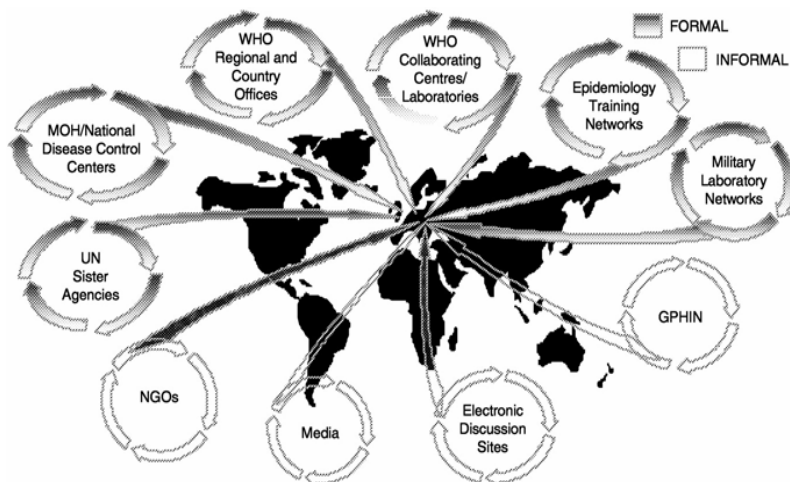 FORMAL
INFORMAL
WHO
Regional and
Country
Offices
WHO
Collaborating
Centres/
Laboratories
Epidemiology
Training
Networks
MOH/National
Disease Control
Centers
Military
Laboratory
Networks
UN
Sister
Agencies
GPHIN
NGOs
Media
Electronic
Discussion
Sites